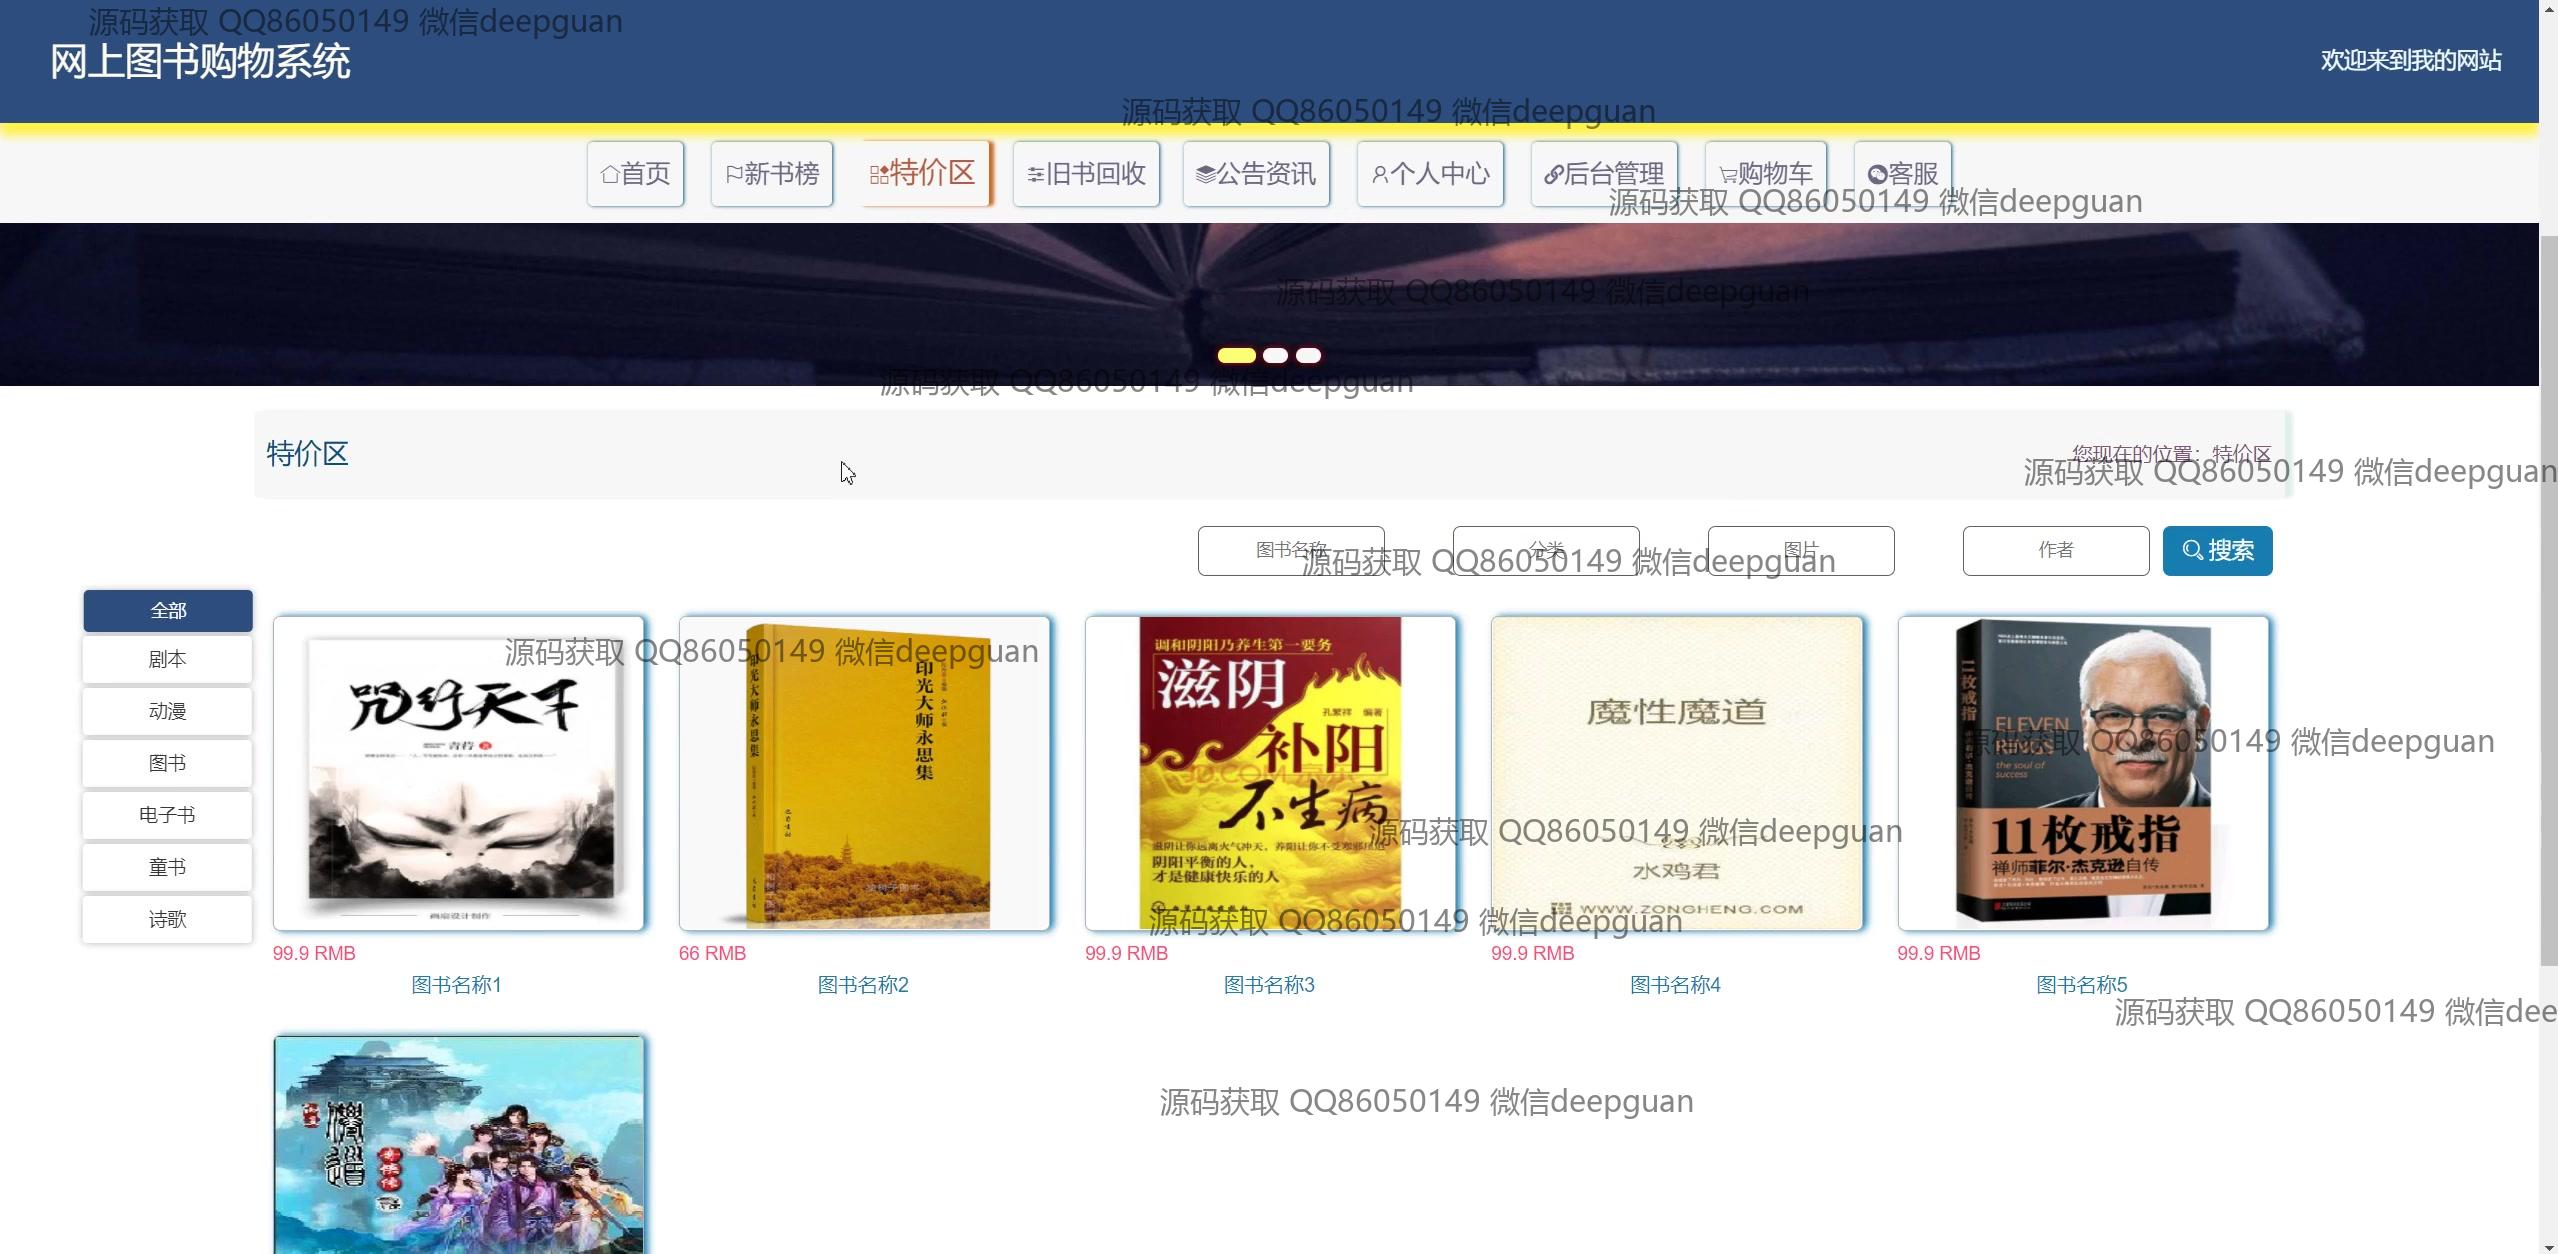 源码获取 QQ86050149 微信deepguan
网上图书购物系统
欢迎来到我的网站
源码获取 QQ86050149 微信deepguan
首页
新书榜
特价区
旧书回收
公告资讯
个人中心
后台管理
购物车
客服
源码获取 QQ86050149 微信deepguan
源码获取 QQ86050149 微信deepguan
源码获取 QQ86050149 微信deepguan
特价区
您现在的位置：特价区
源码获取 QQ86050149 微信deepguan
图书名称
分类
图片
作者
搜索
源码获取 QQ86050149 微信deepguan
全部
剧本
动漫
图书
电子书
童书
诗歌
源码获取 QQ86050149 微信deepguan
咒行天下
画扇设计制作
99.9 RMB
图书名称1
印光大师永思集
印光大师永思集
66 RMB
图书名称2
调和阴阳乃养生第一要务
滋阴
补阳
孔繁祥 编著
不生病
阴阳平衡的人，
才是健康快乐的人
99.9 RMB
图书名称3
魔性魔道
水鸡君
WWW.ZONGHENG.COM
99.9 RMB
图书名称4
11枚戒指
ELEVEN
RINGS
the soul of
success
11枚戒指
禅师菲尔·杰克逊自传
99.9 RMB
图书名称5
源码获取 QQ86050149 微信deepguan
源码获取 QQ86050149 微信deepguan
源码获取 QQ86050149 微信deepguan
源码获取 QQ86050149 微信dee
源码获取 QQ86050149 微信deepguan